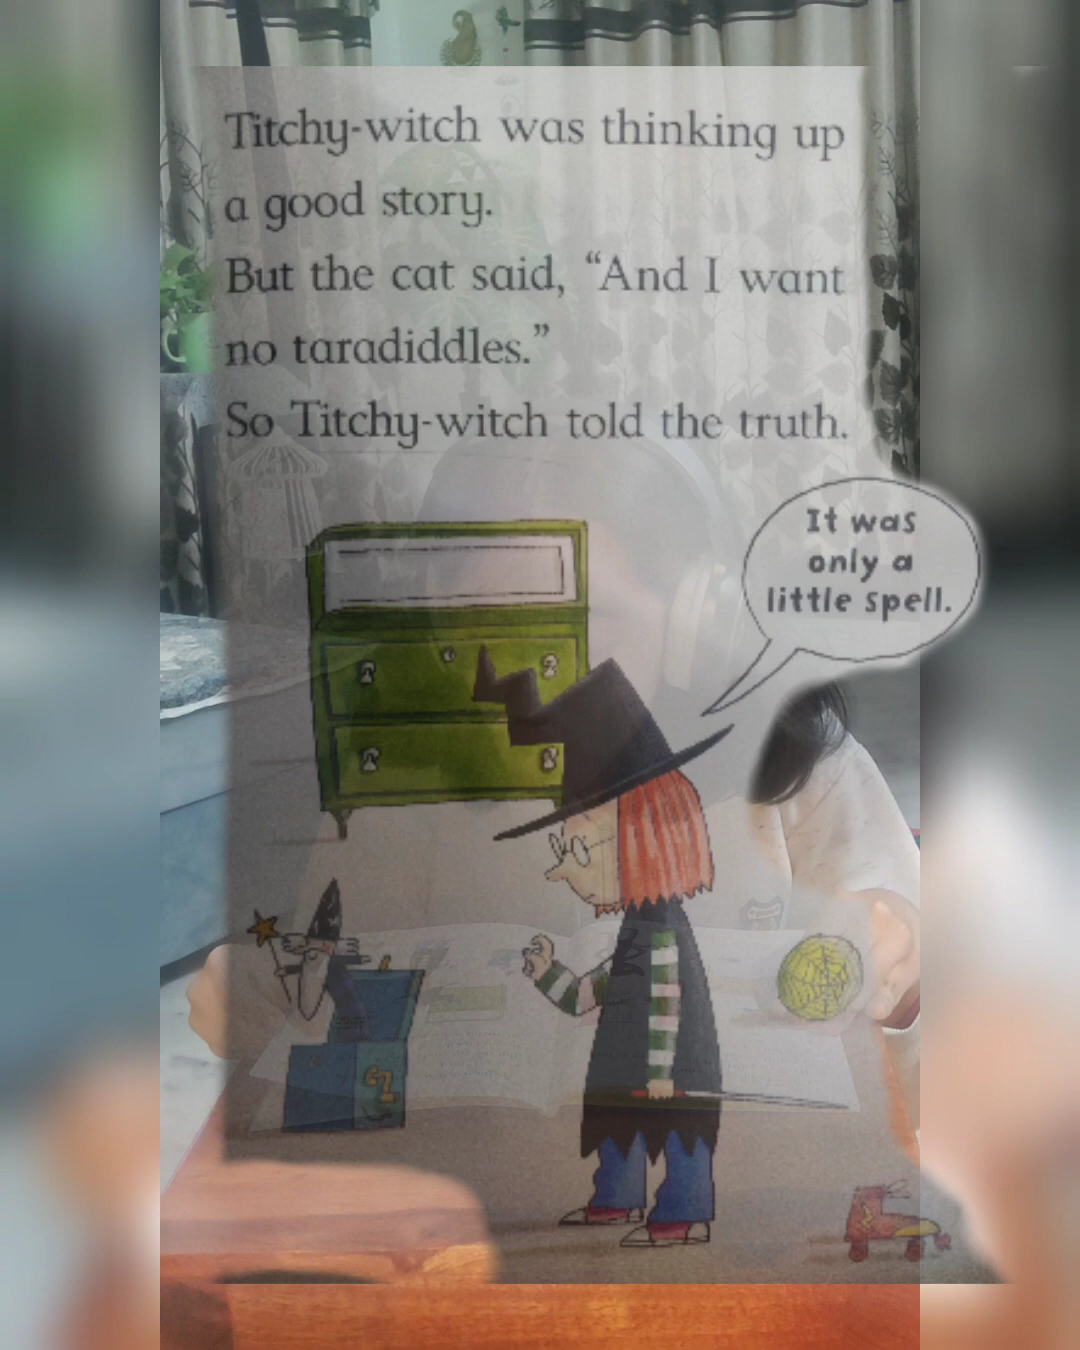 Titchy-witch was thinking up
a good story.
But the cat said, “And I want
no taradiddles.”
So Titchy-witch told the truth.
It was
only a
little spell.